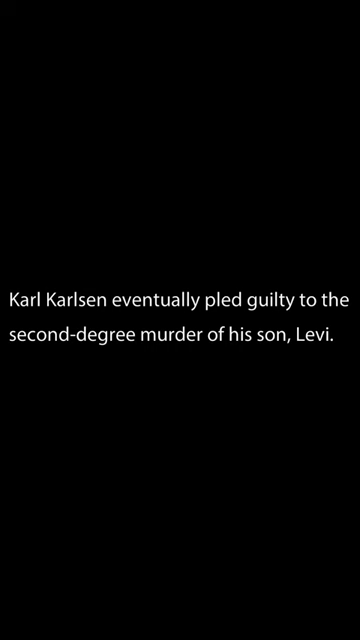 Karl Karlsen eventually pled guilty to the
second-degree murder of his son, Levi.